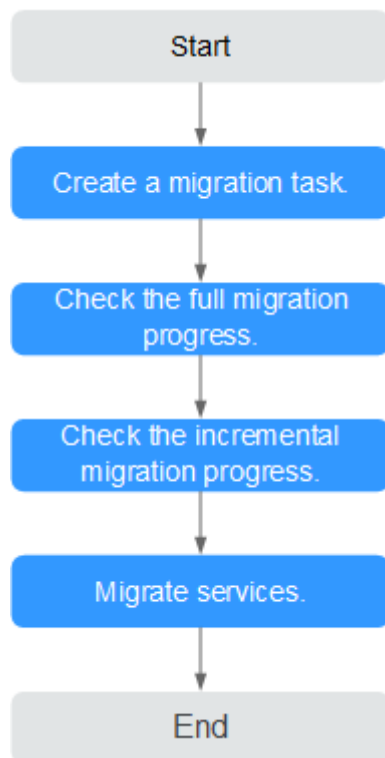 Start
Create a migration task.
Check the full migration
progress.
Check the incremental
migration progress.
Migrate services.
End